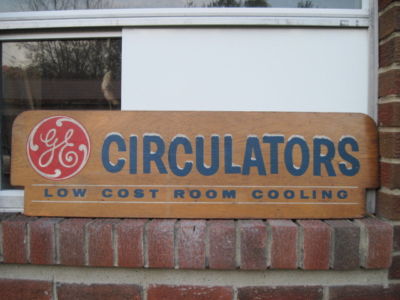 GE CIRCULATORS
LOW COST ROOM COOLING